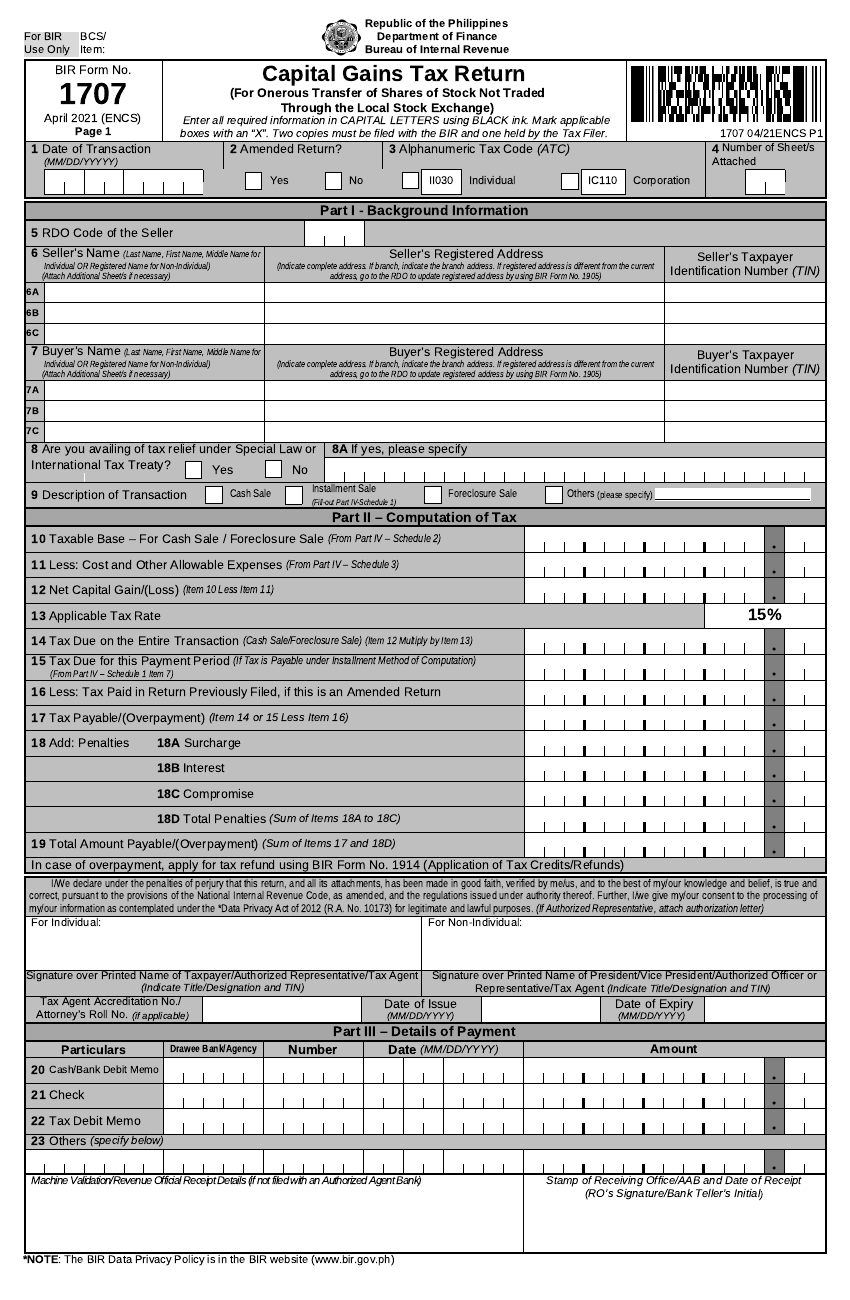 For BIR Use Only
BCS/ Item:
Republic of the Philippines
Department of Finance
Bureau of Internal Revenue
BIR Form No.
1707
April 2021 (ENCS)
Page 1
Capital Gains Tax Return
(For Onerous Transfer of Shares of Stock Not Traded
Through the Local Stock Exchange)
Enter all required information in CAPITAL LETTERS using BLACK ink. Mark applicable
boxes with an "X". Two copies must be filed with the BIR and one held by the Tax Filer.
1707 04/21ENCS P1
1 Date of Transaction
(MM/DD/YYYYY)
2 Amended Return?
Yes
No
3 Alphanumeric Tax Code (ATC)
II030
Individual
IC110
Corporation
4 Number of Sheet/s
Attached
Part I - Background Information
5 RDO Code of the Seller
6 Seller's Name (Last Name, First Name, Middle Name for
Individual OR Registered Name for Non-Individual)
(Attach Additional Sheet/s if necessary)
Seller's Registered Address
(Indicate complete address. If branch, indicate the branch address. If registered address is different from the current
address, go to the RDO to update registered address by using BIR Form No. 1905)
Seller's Taxpayer
Identification Number (TIN)
6A
6B
6C
7 Buyer's Name (Last Name, First Name, Middle Name for
Individual OR Registered Name for Non-Individual)
(Attach Additional Sheet/s if necessary)
Buyer's Registered Address
(Indicate complete address. If branch, indicate the branch address. If registered address is different from the current
address, go to the RDO to update registered address by using BIR Form No. 1905)
Buyer's Taxpayer
Identification Number (TIN)
7A
7B
7C
8 Are you availing of tax relief under Special Law or
International Tax Treaty?
Yes
No
8A If yes, please specify
9 Description of Transaction
Cash Sale
Installment Sale
(Fill-out Part IV-Schedule 1)
Foreclosure Sale
Others (please specify)
Part II – Computation of Tax
10 Taxable Base – For Cash Sale / Foreclosure Sale (From Part IV – Schedule 2)
11 Less: Cost and Other Allowable Expenses (From Part IV – Schedule 3)
12 Net Capital Gain/(Loss) (Item 10 Less Item 11)
13 Applicable Tax Rate
15%
14 Tax Due on the Entire Transaction (Cash Sale/Foreclosure Sale) (Item 12 Multiply by Item 13)
15 Tax Due for this Payment Period (If Tax is Payable under Installment Method of Computation)
(From Part IV – Schedule 1 Item 7)
16 Less: Tax Paid in Return Previously Filed, if this is an Amended Return
17 Tax Payable/(Overpayment) (Item 14 or 15 Less Item 16)
18 Add: Penalties
18A Surcharge
18B Interest
18C Compromise
18D Total Penalties (Sum of Items 18A to 18C)
19 Total Amount Payable/(Overpayment) (Sum of Items 17 and 18D)
In case of overpayment, apply for tax refund using BIR Form No. 1914 (Application of Tax Credits/Refunds)
I/We declare under the penalties of perjury that this return, and all its attachments, has been made in good faith, verified by me/us, and to the best of my/our knowledge and belief, is true and
correct, pursuant to the provisions of the National Internal Revenue Code, as amended, and the regulations issued under authority thereof. Further, I/we give my/our consent to the processing of
my/our information as contemplated under the *Data Privacy Act of 2012 (R.A. No. 10173) for legitimate and lawful purposes. (If Authorized Representative, attach authorization letter)
For Individual:
For Non-Individual:
Signature over Printed Name of Taxpayer/Authorized Representative/Tax Agent
(Indicate Title/Designation and TIN)
Signature over Printed Name of President/Vice President/Authorized Officer or
Representative/Tax Agent (Indicate Title/Designation and TIN)
Tax Agent Accreditation No./
Attorney's Roll No. (if applicable)
Date of Issue
(MM/DD/YYYY)
Date of Expiry
(MM/DD/YYYY)
Part III – Details of Payment
Particulars
Drawee Bank/Agency
Number
Date (MM/DD/YYYY)
Amount
20 Cash/Bank Debit Memo
21 Check
22 Tax Debit Memo
23 Others (specify below)
Machine Validation/Revenue Official Receipt Details (if not filed with an Authorized Agent Bank)
Stamp of Receiving Office/AAB and Date of Receipt
(RO's Signature/Bank Teller's Initial)
*NOTE: The BIR Data Privacy Policy is in the BIR website (www.bir.gov.ph)